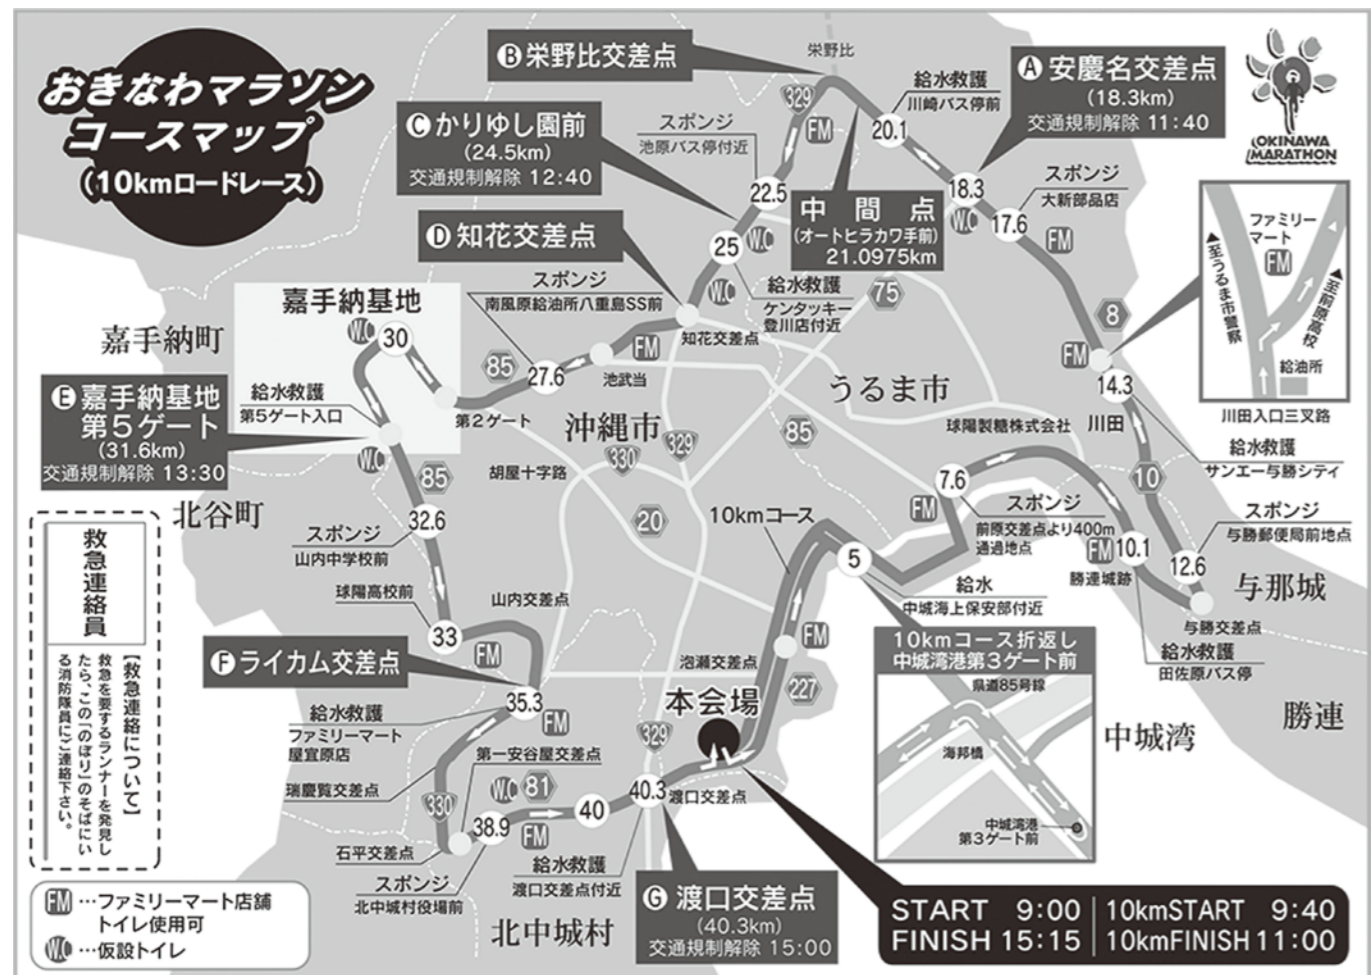 おきなわマラソン
コースマップ
(10kmロードレース)
OKINAWA
MARATHON
Ⓑ栄野比交差点
栄野比
給水救護
川崎バス停前
Ⓐ安慶名交差点
(18.3km)
交通規制解除 11:40
Ⓒかりゆし園前
(24.5km)
交通規制解除 12:40
スポンジ
池原バス停付近
329
FM
20.1
22.5
18.3
W.C
17.6
スポンジ
大新部品店
FM
中間点
(オートヒラカワ手前)
21.0975km
Ⓓ知花交差点
25
W.C
W.C
給水救護
ケンタッキー
登川店付近
75
8
FM
ファミリー
マート
FM
▲至うるま市警察
▲至前原高校
給油所
川田入口三叉路
スポンジ
南風原給油所八重島SS前
知花交差点
FM
池武当
27.6
85
嘉手納基地
W.C
30
嘉手納町
第2ゲート
給水救護
第5ゲート入口
Ⓔ嘉手納基地
第5ゲート
(31.6km)
交通規制解除 13:30
W.C
沖縄市
うるま市
14.3
川田
球陽製糖株式会社
給水救護
サンエー与勝シティ
10
85
329
330
胡屋十字路
20
北谷町
85
32.6
スポンジ
山内中学校前
10kmコース
7.6
FM
スポンジ
前原交差点より400m
通過地点
FM
10.1
勝連城跡
12.6
スポンジ
与勝郵便局前地点
与那城
与勝交差点
5
給水
中城海上保安部付近
給水救護
田佐原バス停
勝連
中城湾
10kmコース折返し
中城湾港第3ゲート前
県道85号線
海邦橋
中城湾港
第3ゲート前
救急連絡員
【救急連絡について】
救急を要するランナーを発見し
たら、この「のぼり」のそばにい
る消防隊員にご連絡下さい。
球陽高校前
33
山内交差点
FM
Ⓕライカム交差点
35.3
FM
給水救護
ファミリーマート
屋宜原店
瑞慶覧交差点
第一安谷屋交差点
泡瀬交差点
FM
227
本会場
329
330
W.C
81
38.9
FM
40
40.3
渡口交差点
石平交差点
スポンジ
北中城村役場前
給水救護
渡口交差点付近
北中城村
Ⓖ渡口交差点
(40.3km)
交通規制解除 15:00
FM…ファミリーマート店舗
トイレ使用可
W.C…仮設トイレ
START 9:00 | 10kmSTART 9:40
FINISH 15:15 | 10kmFINISH 11:00